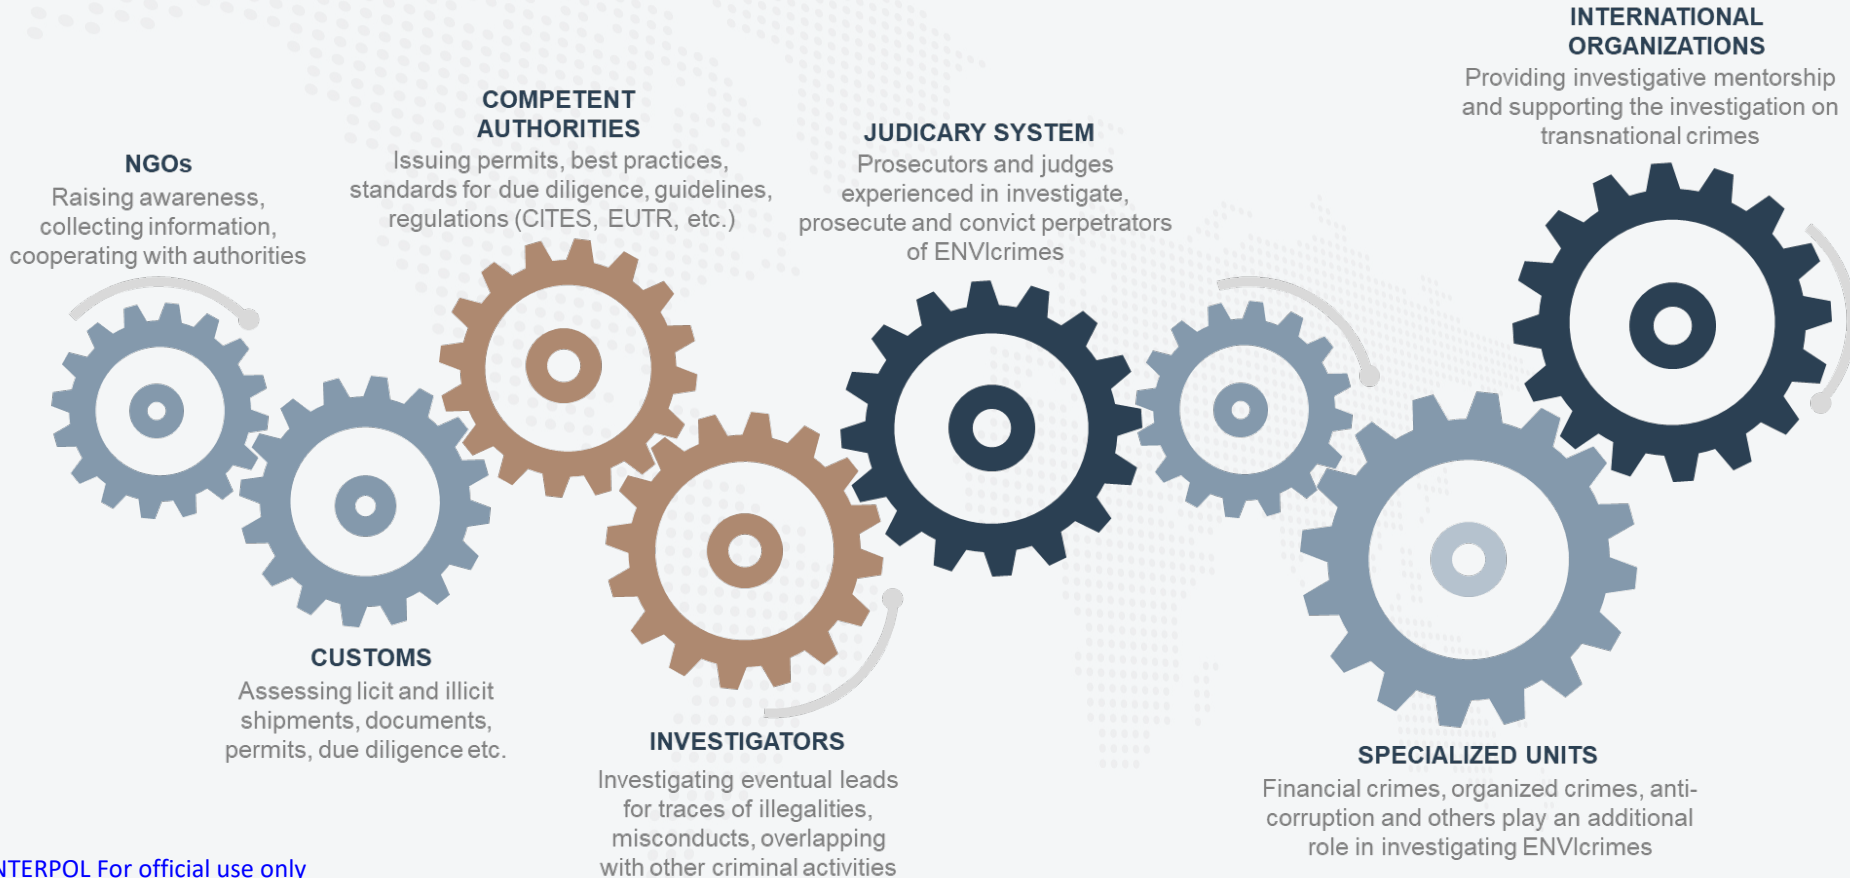 NGOs
Raising awareness,
collecting information,
cooperating with authorities
CUSTOMS
Assessing licit and illicit
shipments, documents,
permits, due diligence etc.
COMPETENT
AUTHORITIES
Issuing permits, best practices,
standards for due diligence, guidelines,
regulations (CITES, EUTR, etc.)
INVESTIGATORS
Investigating eventual leads
for traces of illegalities,
misconducts, overlapping
with other criminal activities
JUDICARY SYSTEM
Prosecutors and judges
experienced in investigate,
prosecute and convict perpetrators
of ENVIcrimes
SPECIALIZED UNITS
Financial crimes, organized crimes, anti-
corruption and others play an additional
role in investigating ENVIcrimes
INTERNATIONAL
ORGANIZATIONS
Providing investigative mentorship
and supporting the investigation on
transnational crimes
NTERPOL For official use only